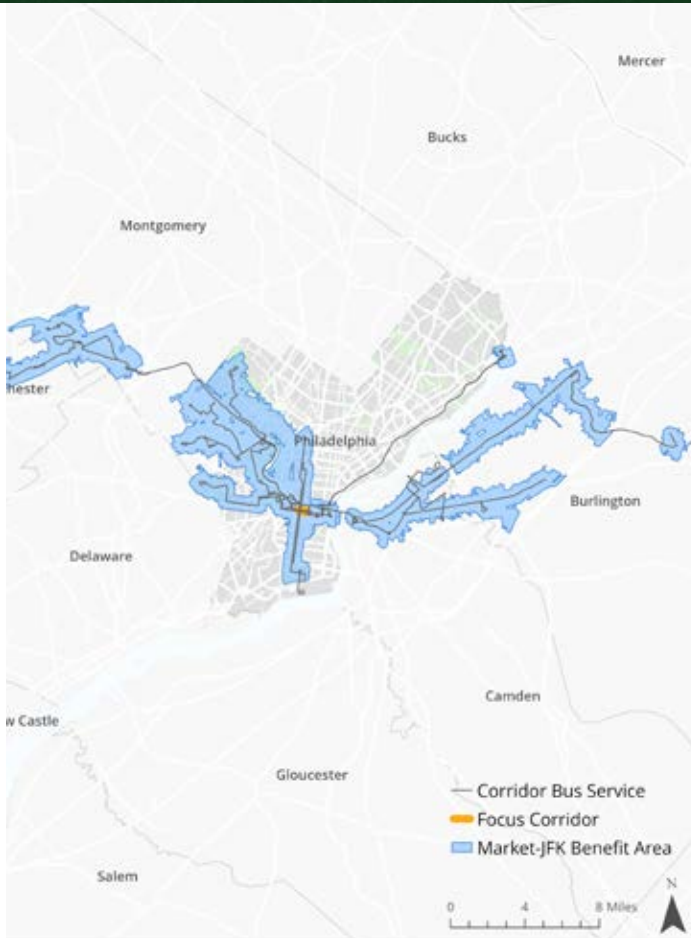 Mercer
Bucks
Montgomery
hester
Philadelphia
Burlington
Delaware
Camden
w Castle
Gloucester
Corridor Bus Service
Focus Corridor
Market-JFK Benefit Area
Salem
N
0 4 8 Miles